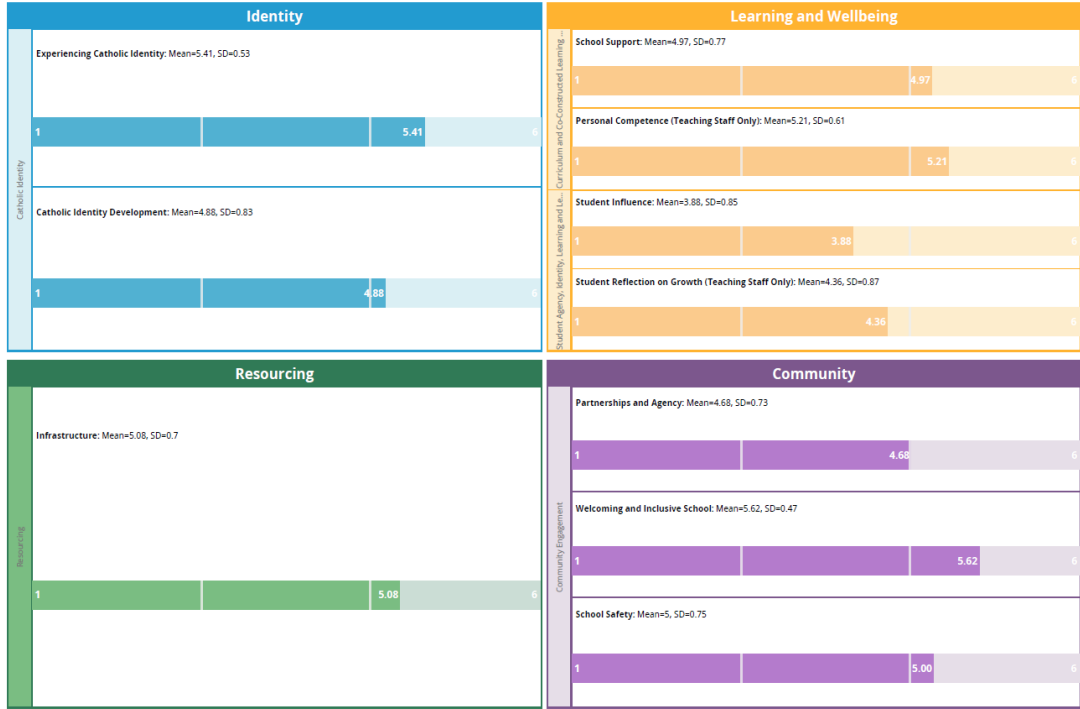 Identity
Catholic Identity
Experiencing Catholic Identity: Mean=5.41, SD=0.53
1 5.41 6
Catholic Identity Development: Mean=4.88, SD=0.83
1 4.88 6
Learning and Wellbeing
Curriculum and Co-Constructed Learning ...
School Support: Mean=4.97, SD=0.77
1 4.97 6
Personal Competence (Teaching Staff Only): Mean=5.21, SD=0.61
1 5.21 6
Student Agency, Identity, Learning and Le...
Student Influence: Mean=3.88, SD=0.85
1 3.88 6
Student Reflection on Growth (Teaching Staff Only): Mean=4.36, SD=0.87
1 4.36 6
Resourcing
Resourcing
Infrastructure: Mean=5.08, SD=0.7
1 5.08 6
Community
Community Engagement
Partnerships and Agency: Mean=4.68, SD=0.73
1 4.68 6
Welcoming and Inclusive School: Mean=5.62, SD=0.47
1 5.62 6
School Safety: Mean=5, SD=0.75
1 5.00 6